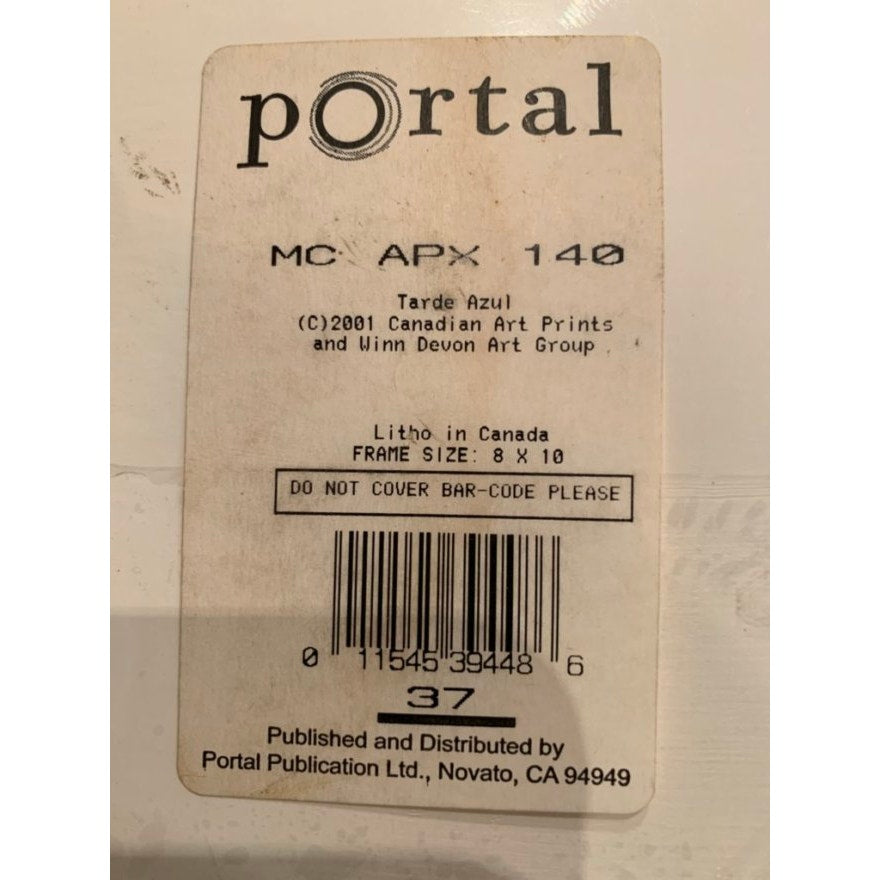 portal
MC APX 140
Tarde Azul
(C)2001 Canadian Art Prints
and Winn Devon Art Group
Litho in Canada
FRAME SIZE: 8 X 10
DO NOT COVER BAR-CODE PLEASE
0 11545 39448 6
37
Published and Distributed by
Portal Publication Ltd., Novato, CA 94949